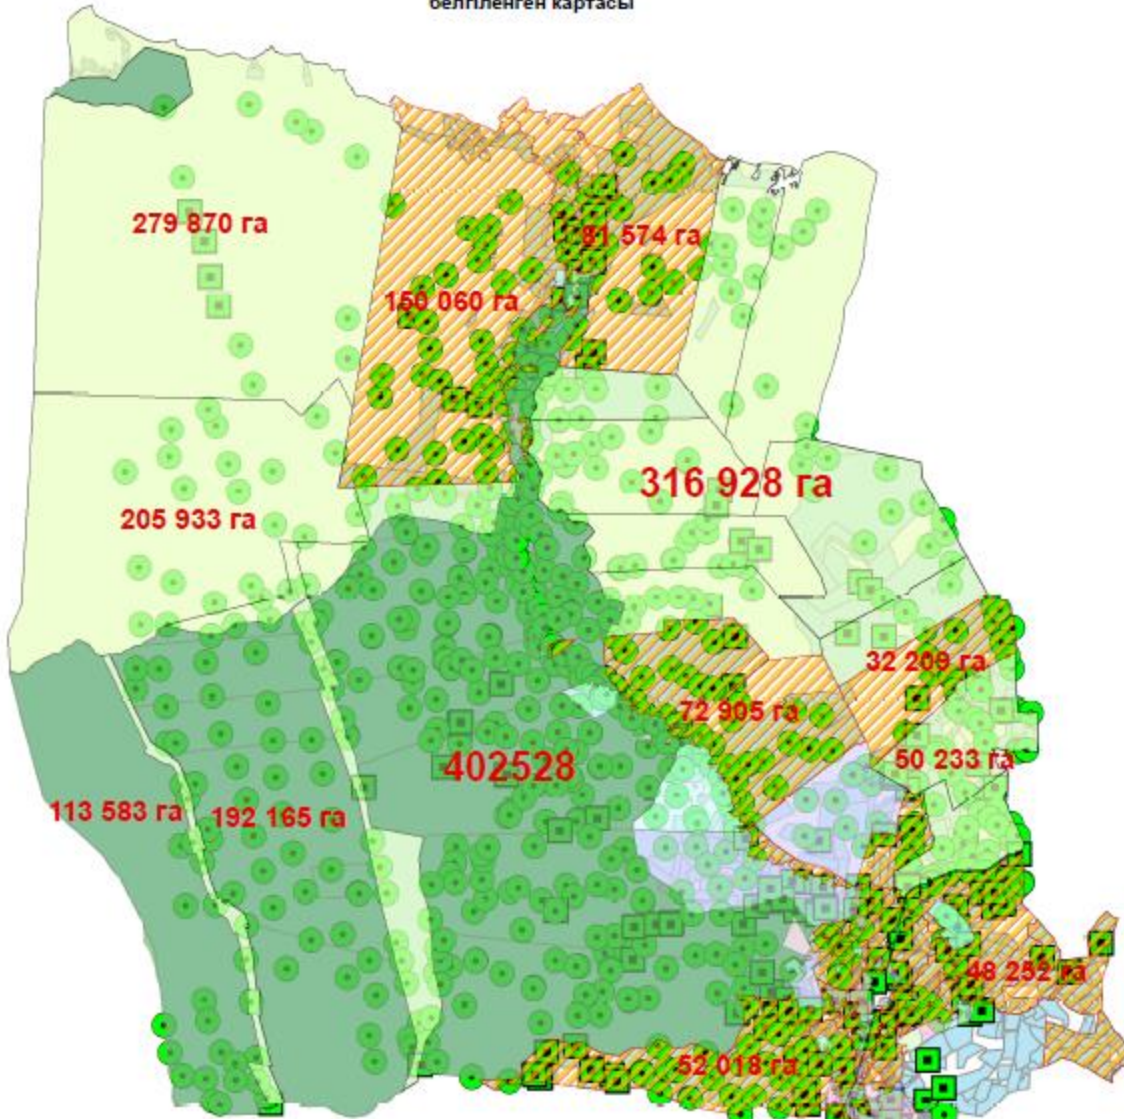 белгіленген картасы
279 870 га
81 574 га
150 060 га
316 928 га
205 933 га
32 209 га
72 905 га
50 233 га
402528
113 583 га
192 165 га
48 252 га
52 018 га